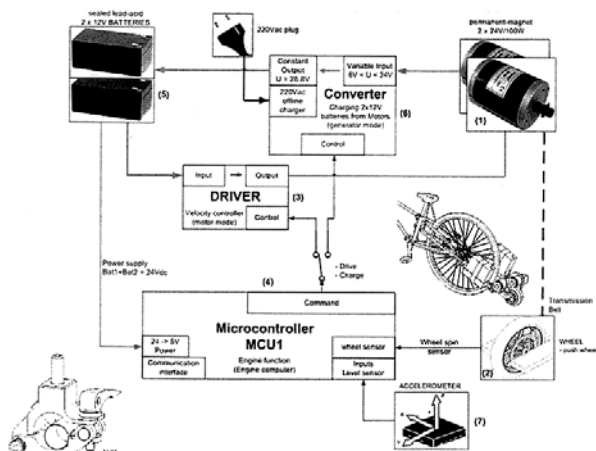 sealed lead-acid
2 x 12V BATTERIES
(5)
220Vac plug
permanent-magnet
2 x 24V/100W
(1)
Constant
Output
U = 28.8V
Variable Input
6V < U < 24V
220Vac
offline
charger
Converter
Charging 2x12V
batteries from Motors.
(generator mode)
(6)
Control
Input
Output
DRIVER
(3)
Velocity controller
(motor mode)
Control
Power supply
Bat1+Bat2 = 24Vdc
- Drive
- Charge
(4)
Command
Microcontroller
MCU1
Engine function
(Engine computer)
24 -> 5V
Power
Communication
interface
wheel sensor
Inputs
Level sensor
Wheel spin
sensor
Transmission
Belt
WHEEL
- push wheel
(2)
ACCELEROMETER
(7)